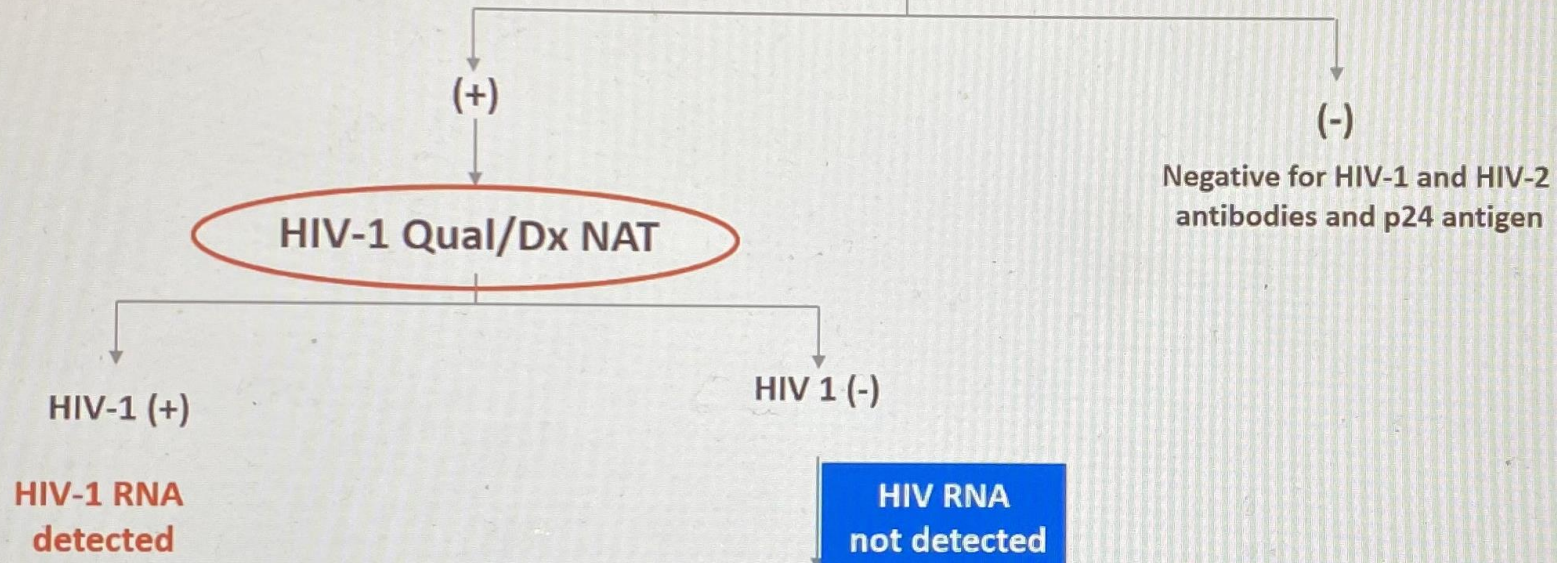 (+)
(-)
Negative for HIV-1 and HIV-2
antibodies and p24 antigen
HIV-1 Qual/Dx NAT
HIV-1 (+)
HIV 1 (-)
HIV-1 RNA
detected
HIV RNA
not detected